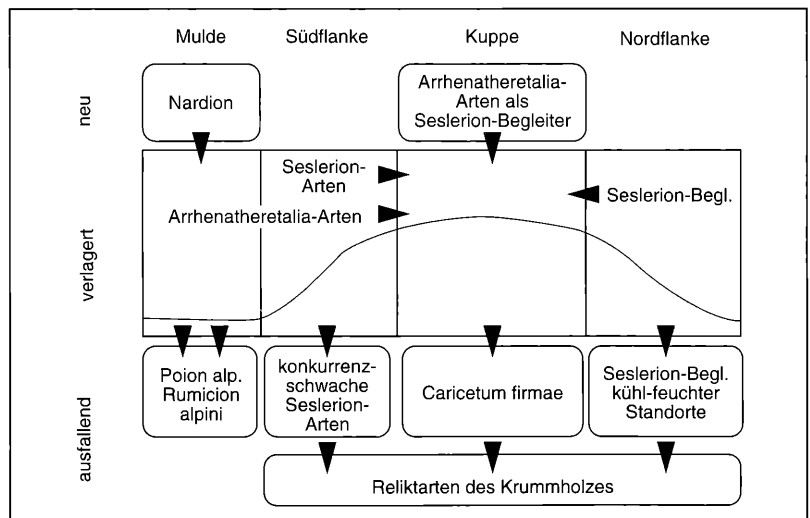 Mulde Südflanke Kuppe Nordflanke
neu
Nardion
Arrhenatheretalia-
Arten als
Seslerion-Begleiter
verlagert
Seslerion-
Arten
Arrhenatheretalia-Arten
Seslerion-Begl.
ausfallend
Poion alp.
Rumicion
alpini
konkurrenz-
schwache
Seslerion-
Arten
Caricetum firmae
Seslerion-Begl.
kühl-feuchter
Standorte
Reliktarten des Krummholzes